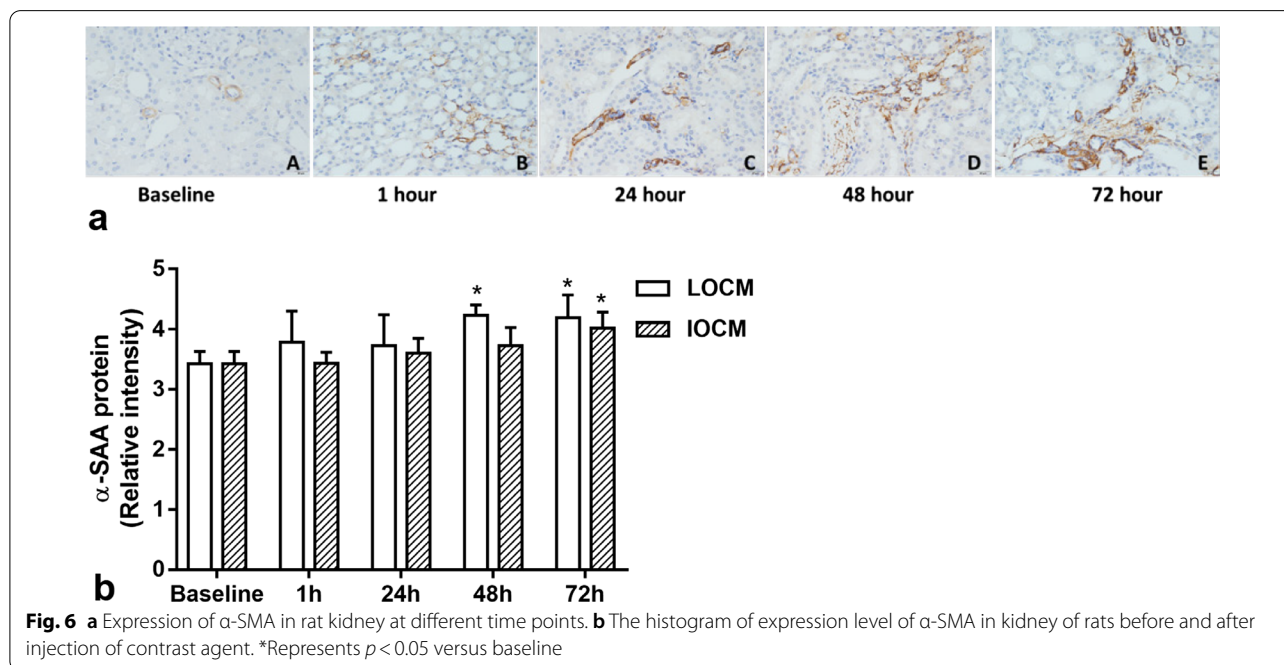 A B C D E
Baseline 1 hour 24 hour 48 hour 72 hour
a
5
4
3
2
1
0
α-SAA protein
(Relative intensity)
* * *
LOCM
IOCM
Baseline 1h 24h 48h 72h
b
Fig. 6 a Expression of α-SMA in rat kidney at different time points. b The histogram of expression level of α-SMA in kidney of rats before and after
injection of contrast agent. *Represents p < 0.05 versus baseline